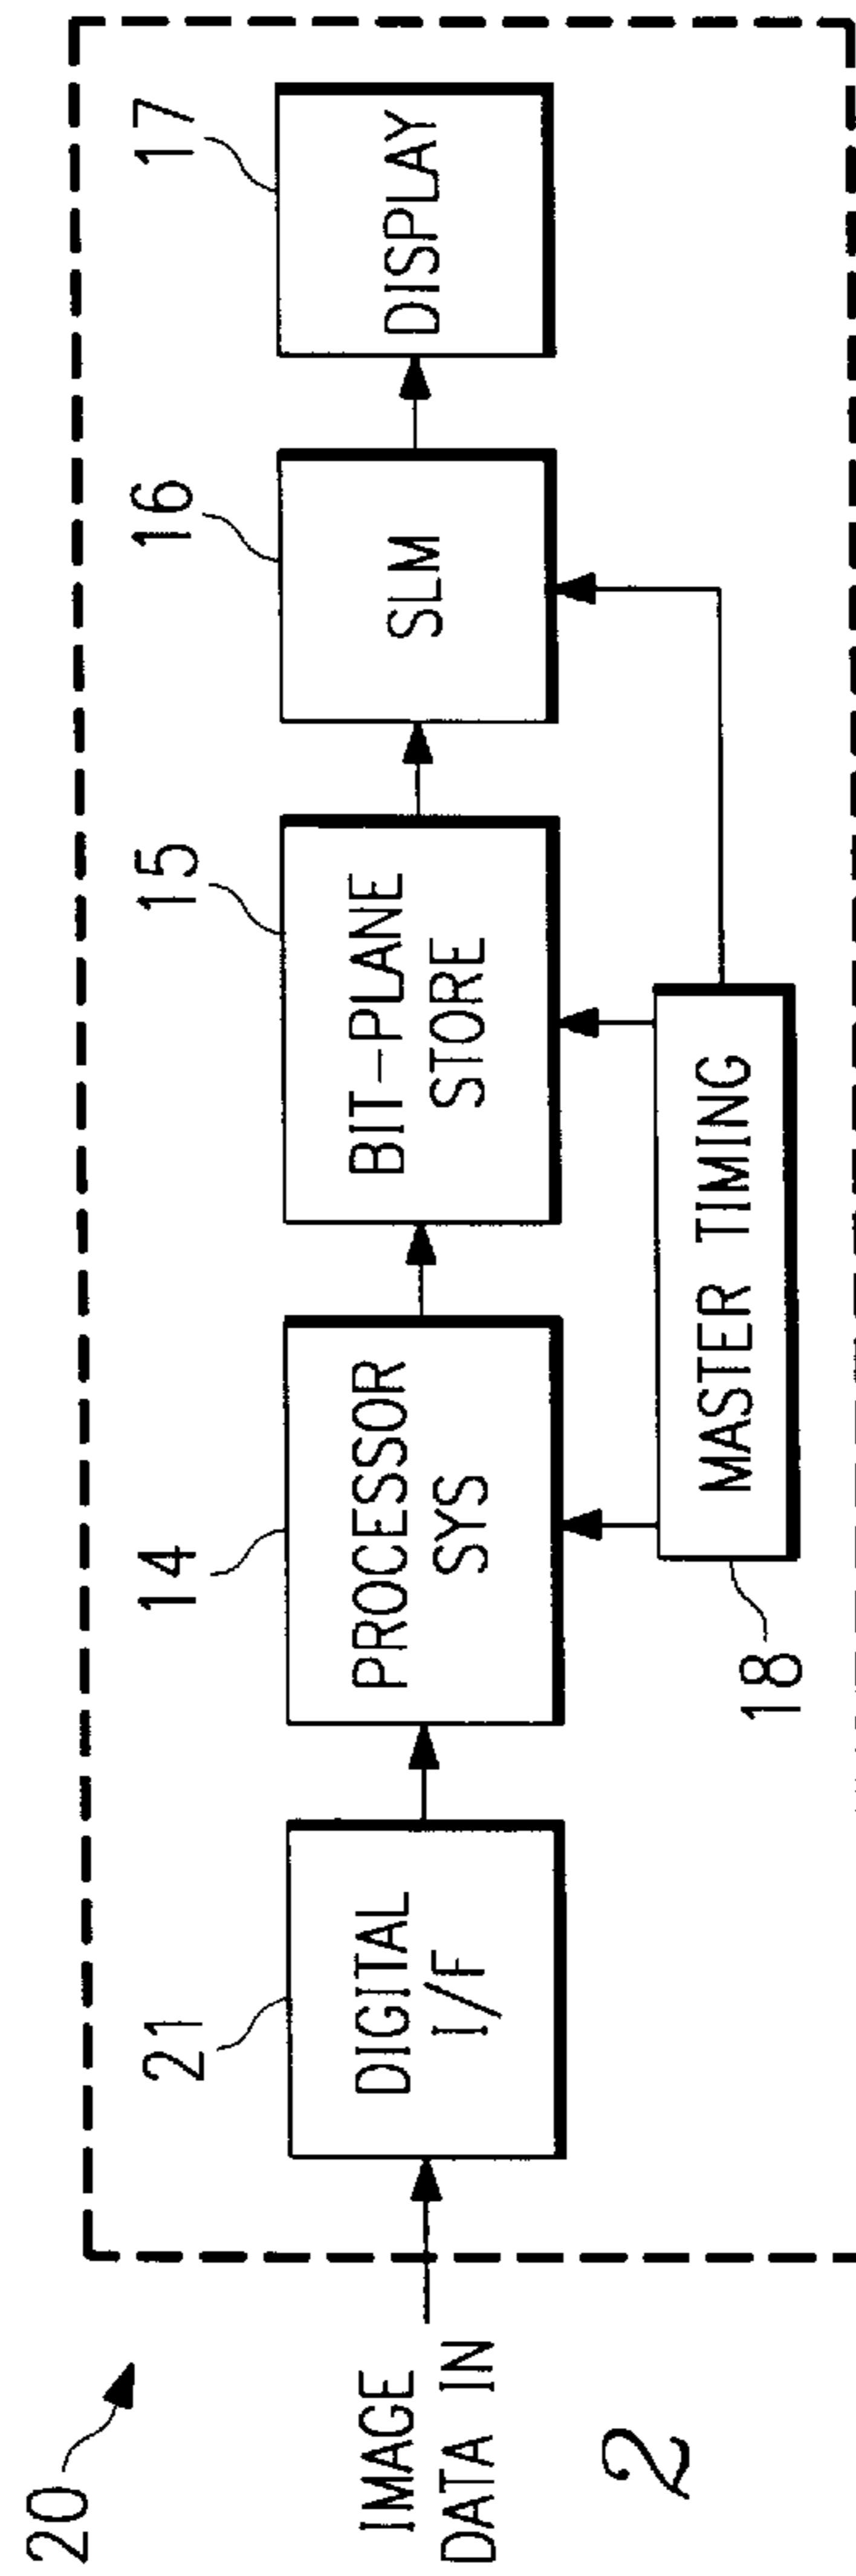 20
IMAGE
DATA IN
21
DIGITAL
I/F
14
PROCESSOR
SYS
15
BIT-PLANE
STORE
16
SLM
17
DISPLAY
18
MASTER TIMING
2